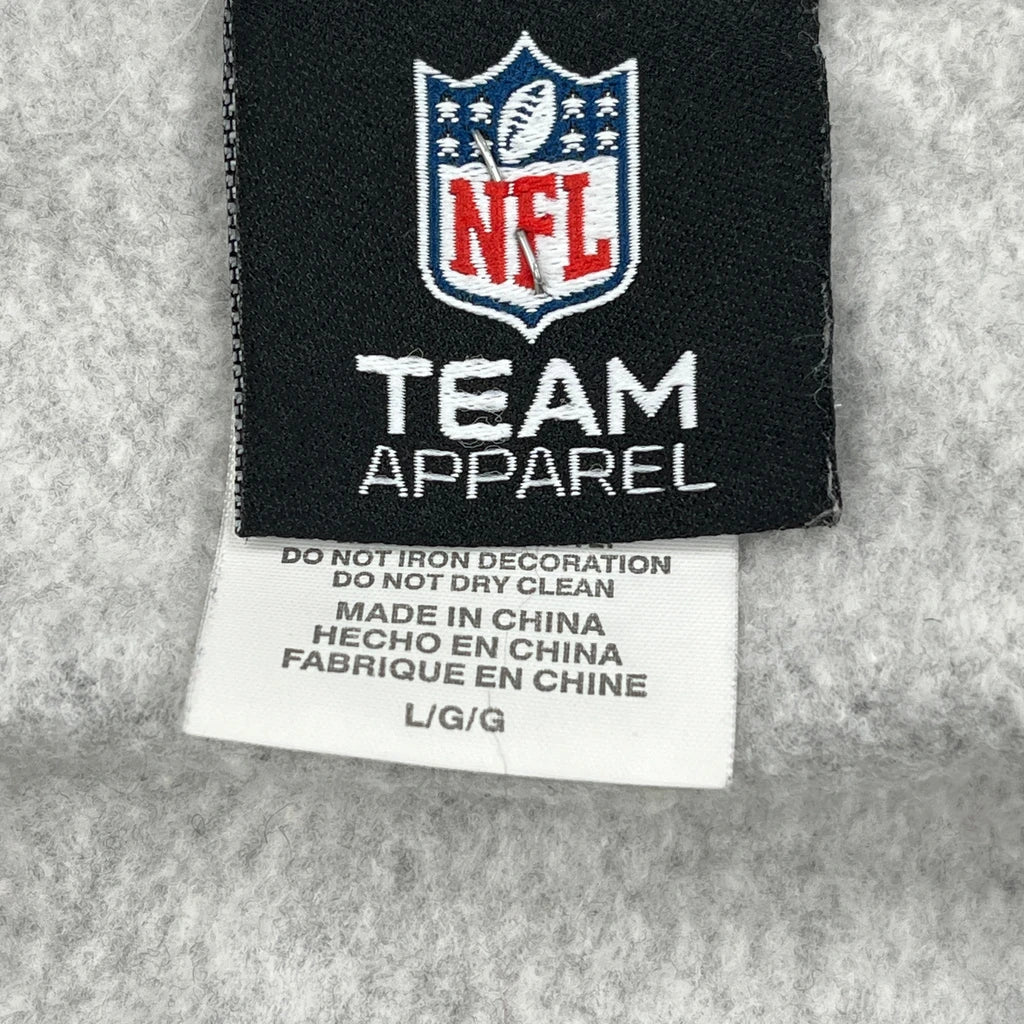 NFL
TEAM
APPAREL
DO NOT IRON DECORATION
DO NOT DRY CLEAN
MADE IN CHINA
HECHO EN CHINA
FABRIQUE EN CHINE
L/G/G